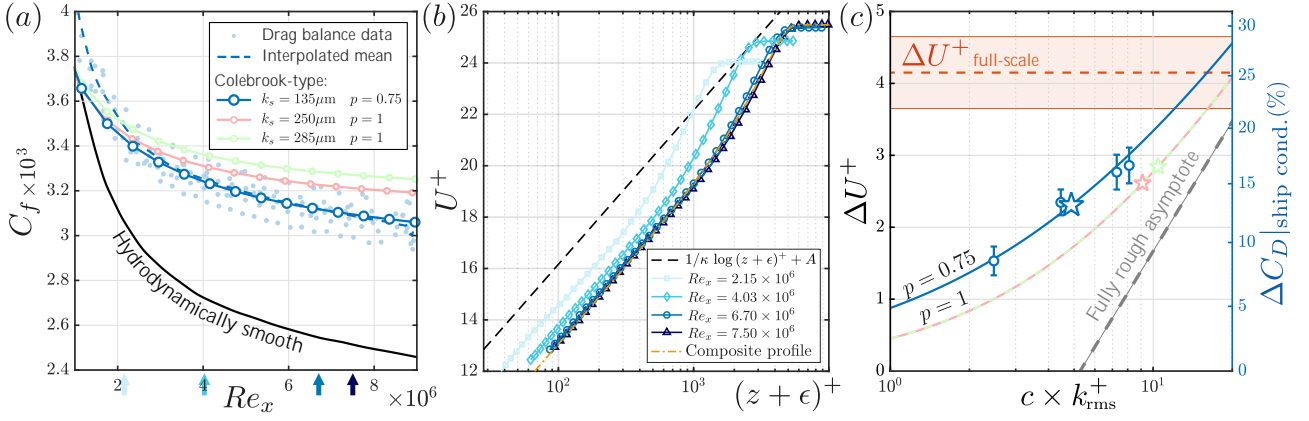 (a)
4
3.8
3.6
3.4
3.2
3
2.8
2.6
2.4
C_f ×10^3
Drag balance data
Interpolated mean
Colebrook-type:
k_s = 135μm p = 0.75
k_s = 250μm p = 1
k_s = 285μm p = 1
Hydrodynamically smooth
2 4 6 8
Re_x ×10^6
(b)
26
24
22
20
18
16
14
12
U^+
1/κ log (z + ϵ)^+ + A
Re_x = 2.15 × 10^6
Re_x = 4.03 × 10^6
Re_x = 6.70 × 10^6
Re_x = 7.50 × 10^6
Composite profile
10^2 10^3
(z + ϵ)^+
(c)
5
4
3
2
1
0
ΔU^+
ΔU^+ full-scale
p = 0.75
p = 1
Fully rough asymptote
10^0 10^1
c × k_rms^+
30
25
20
15
10
5
0
ΔC_D|ship cond.(%)